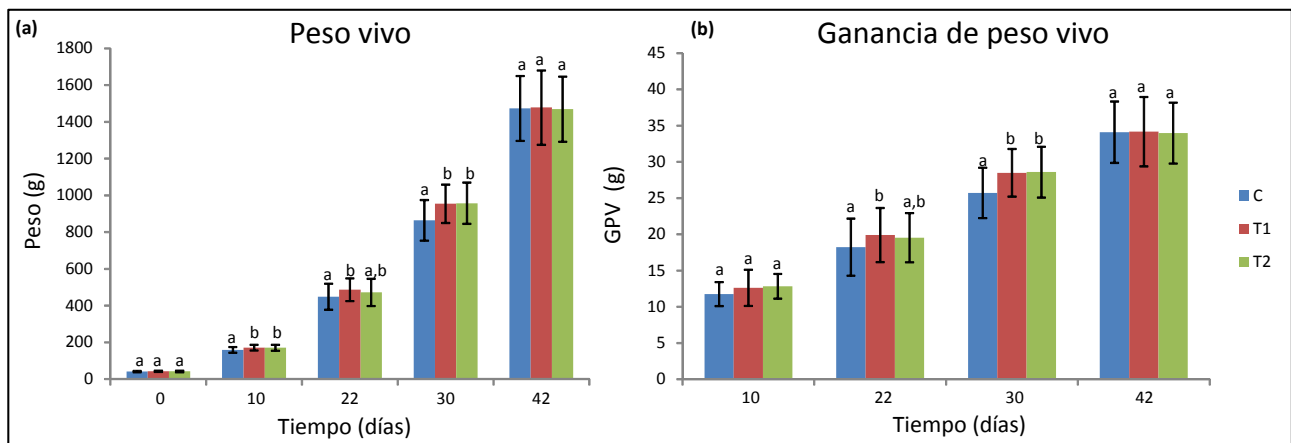 (a)
Peso vivo
Peso (g)
1800
1600
1400
1200
1000
800
600
400
200
0
a a a
a b b
a b a,b
a b b
a a a
0 10 22 30 42
Tiempo (días)
(b)
Ganancia de peso vivo
GPV (g)
45
40
35
30
25
20
15
10
5
0
a a a
a b a,b
a b b
a a a
10 22 30 42
Tiempo (días)
C
T1
T2